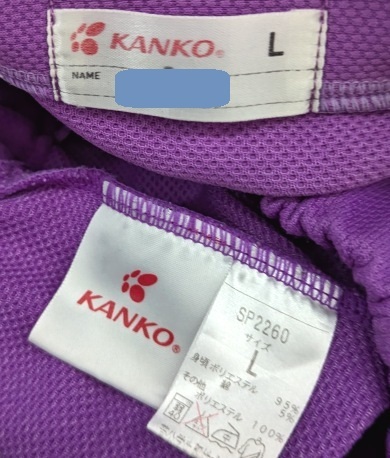 KANKO® L
NAME
KANKO®
SP2260
サイズ
L
身頃 ポリエステル 95%
綿 5%
その他
ポリエステル 100%